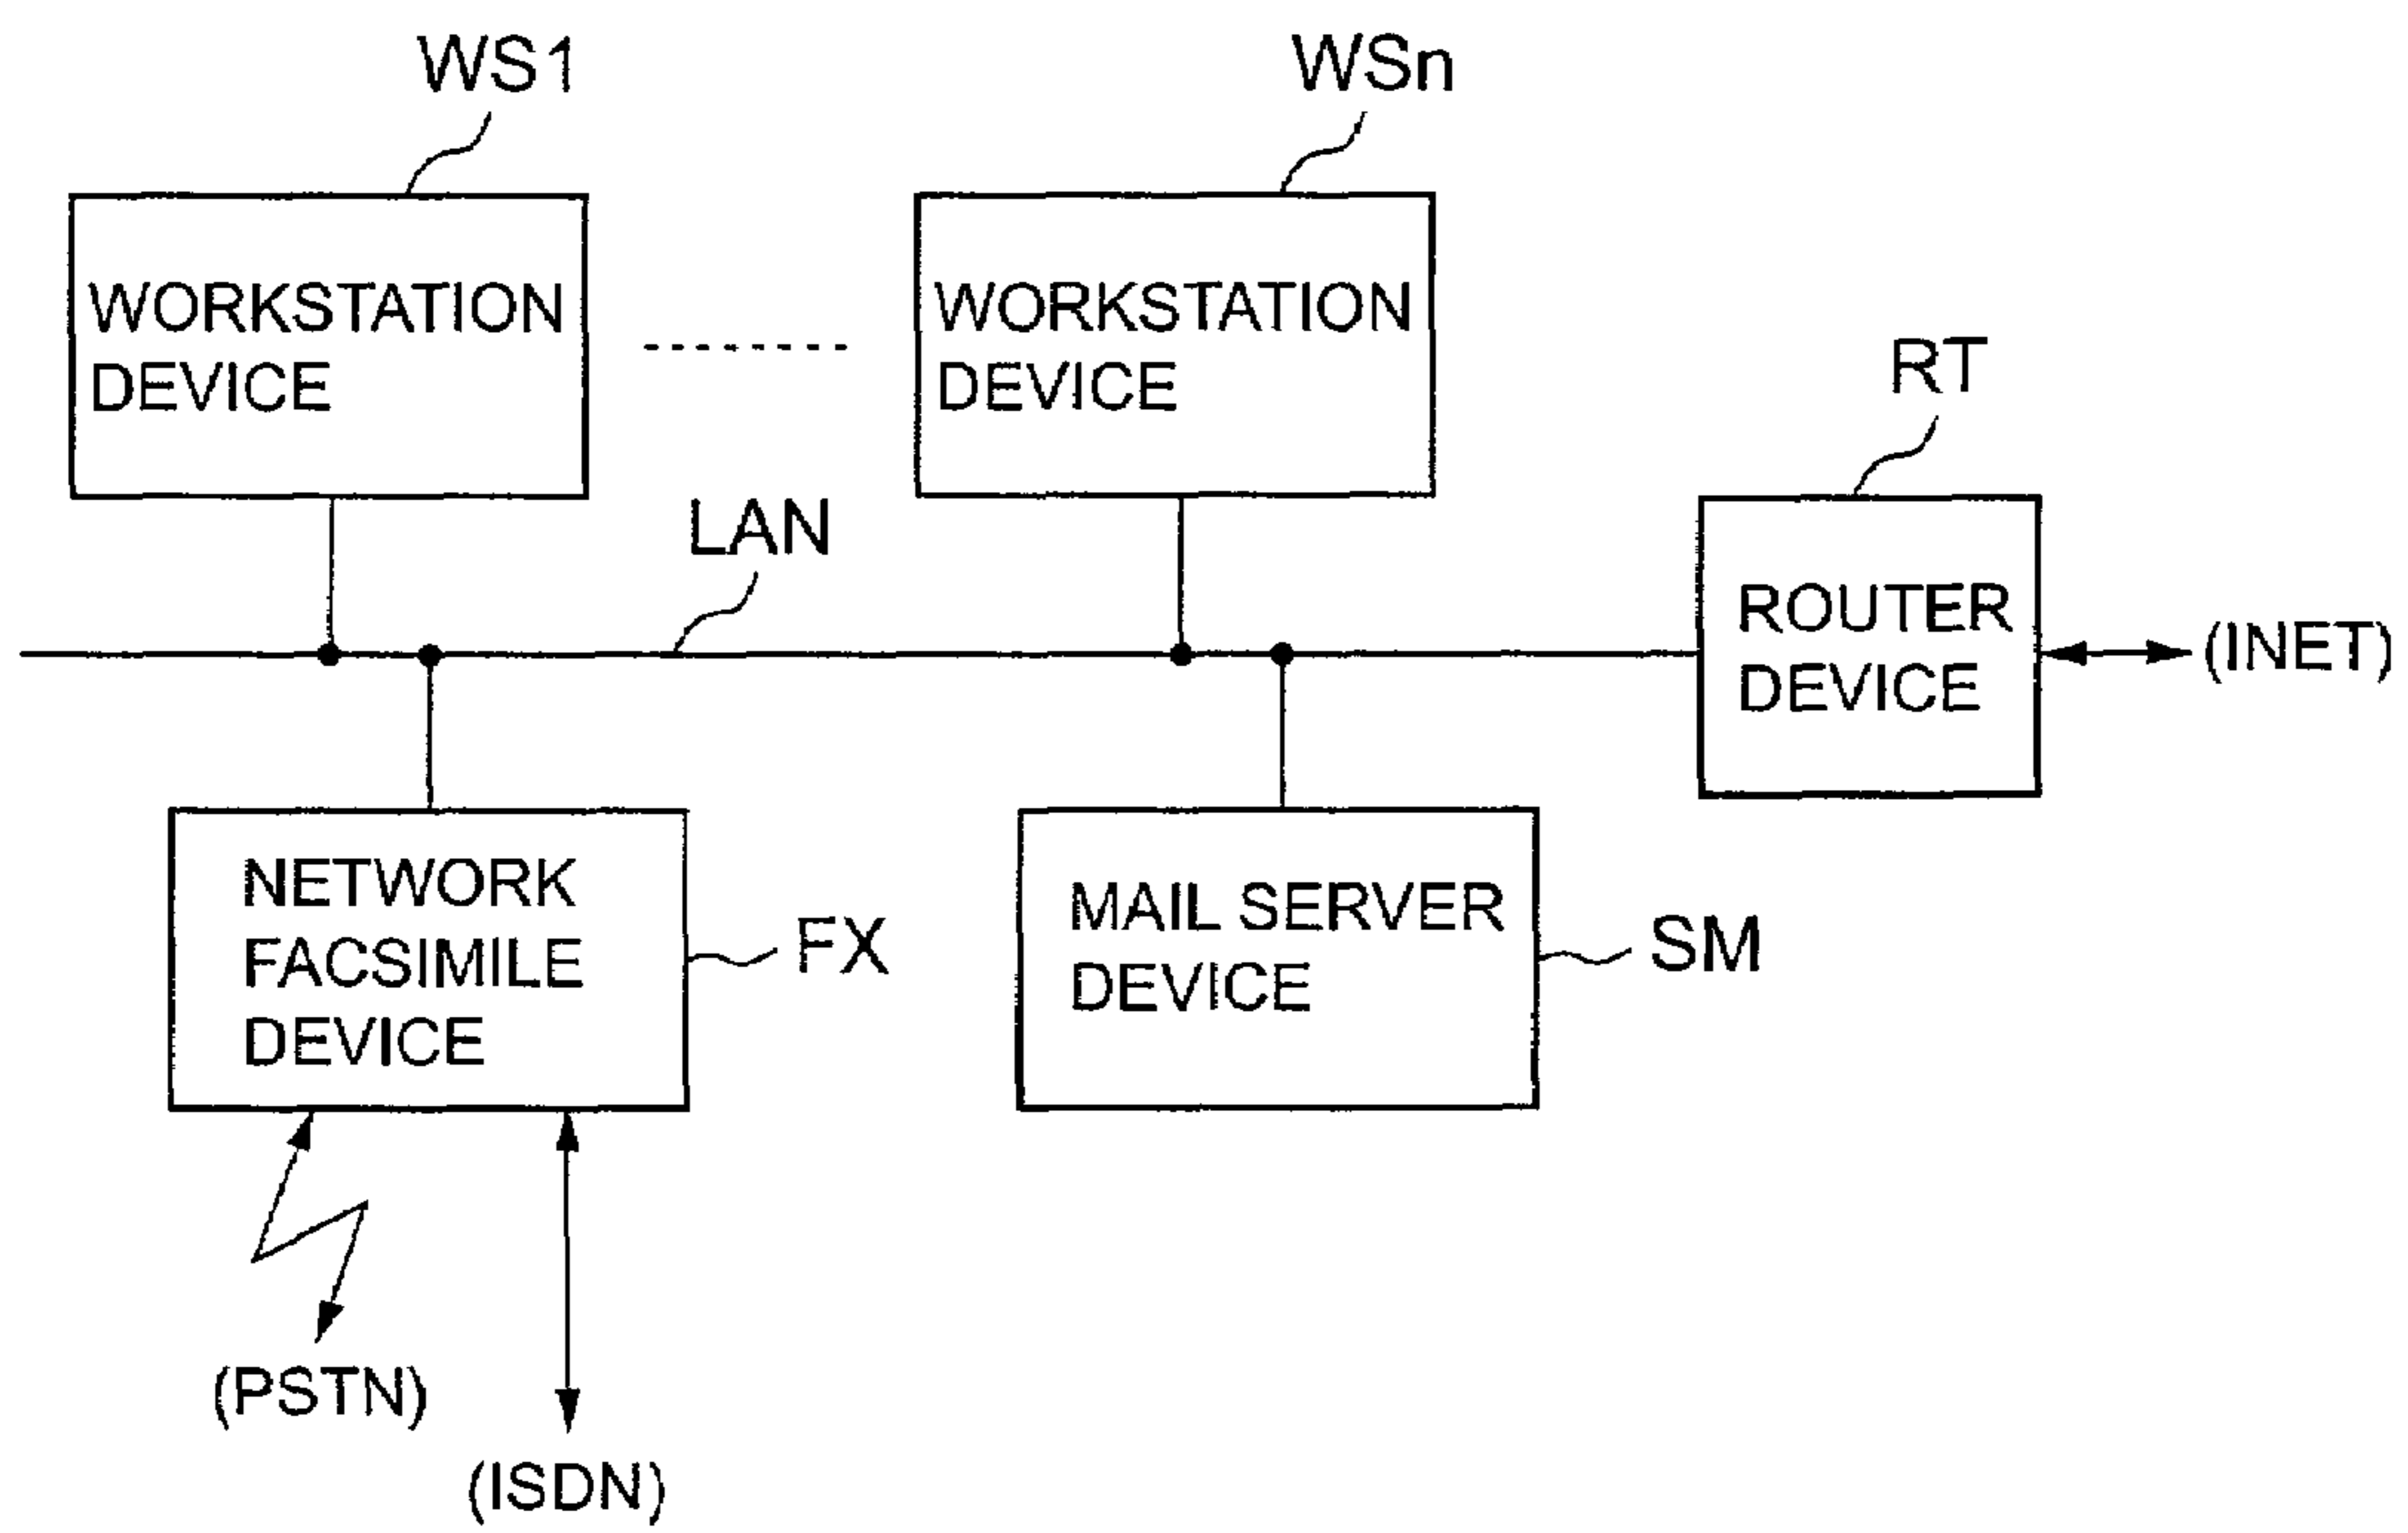 WS1
WSn
WORKSTATION
DEVICE
WORKSTATION
DEVICE
RT
LAN
ROUTER
DEVICE
(INET)
NETWORK
FACSIMILE
DEVICE
FX
MAIL SERVER
DEVICE
SM
(PSTN)
(ISDN)